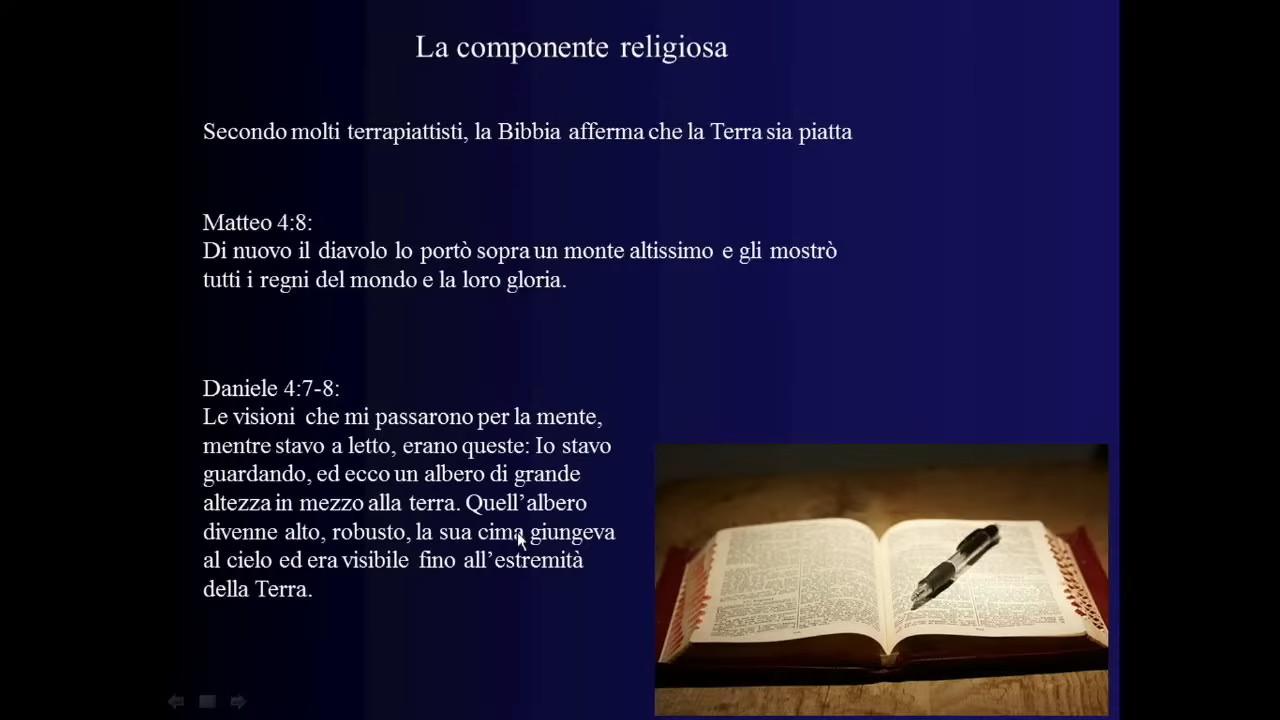 La componente religiosa
Secondo molti terrapiattisti, la Bibbia afferma che la Terra sia piatta
Matteo 4:8:
Di nuovo il diavolo lo portò sopra un monte altissimo e gli mostrò
tutti i regni del mondo e la loro gloria.
Daniele 4:7-8:
Le visioni che mi passarono per la mente,
mentre stavo a letto, erano queste: Io stavo
guardando, ed ecco un albero di grande
altezza in mezzo alla terra. Quell’albero
divenne alto, robusto, la sua cima giungeva
al cielo ed era visibile fino all’estremità
della Terra.